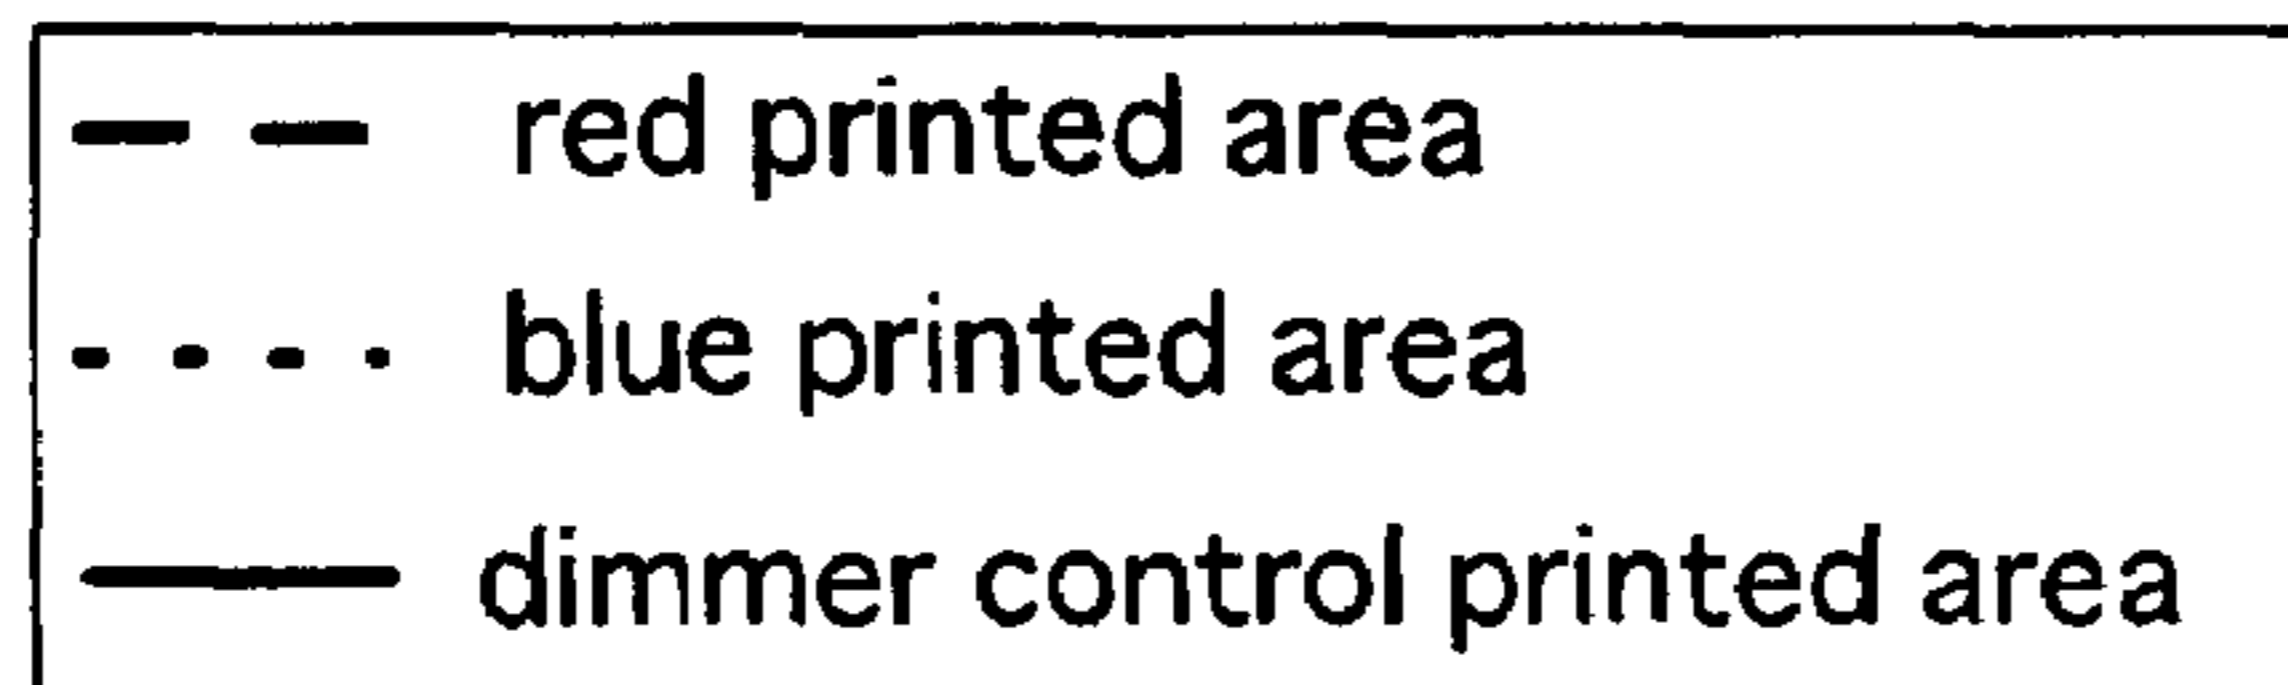 red printed area
blue printed area
dimmer control printed area